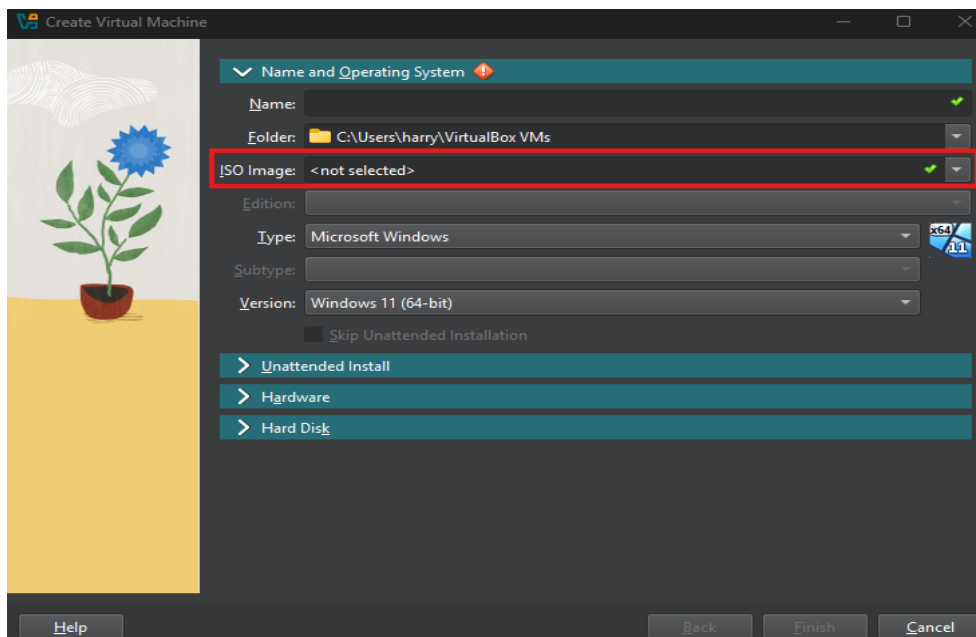 Create Virtual Machine
Name and Operating System
Name:
Folder: C:\Users\harry\VirtualBox VMs
ISO Image: <not selected>
Edition:
Type: Microsoft Windows
x64
11
Subtype:
Version: Windows 11 (64-bit)
Skip Unattended Installation
Unattended Install
Hardware
Hard Disk
Help Back Finish Cancel